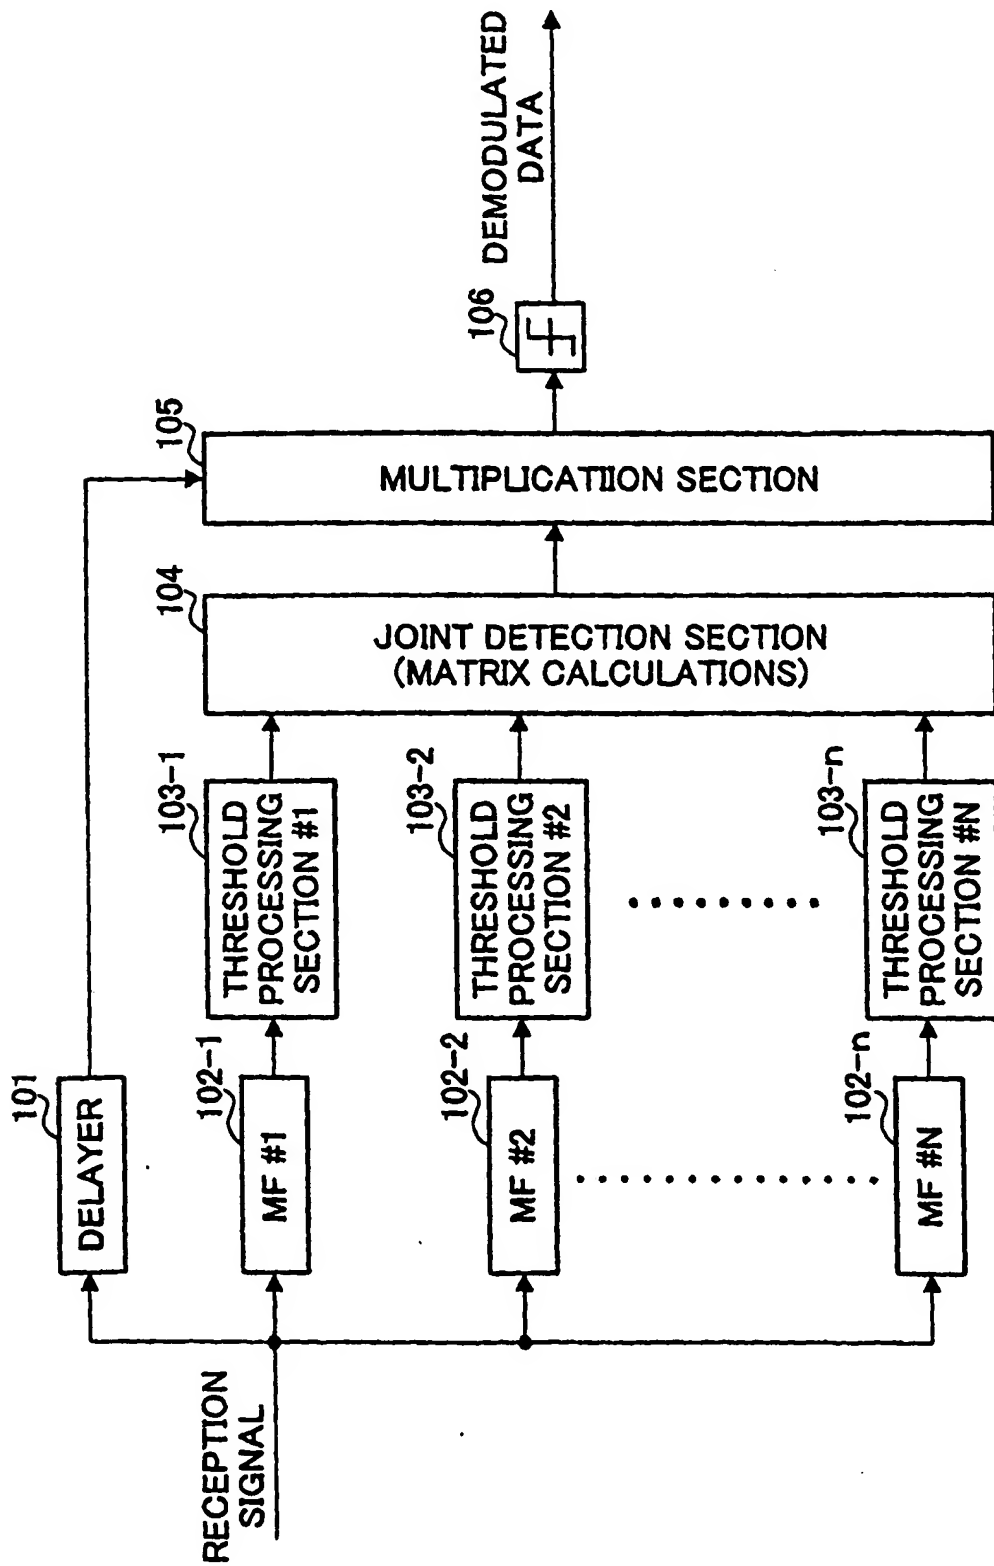 RECEPTION
SIGNAL
101
DELAYER
102-1
MF #1
102-2
MF #2
102-n
MF #N
103-1
THRESHOLD
PROCESSING
SECTION #1
103-2
THRESHOLD
PROCESSING
SECTION #2
103-n
THRESHOLD
PROCESSING
SECTION #N
104
JOINT DETECTION SECTION
(MATRIX CALCULATIONS)
105
MULTIPLICATIION SECTION
106
DEMODULATED
DATA